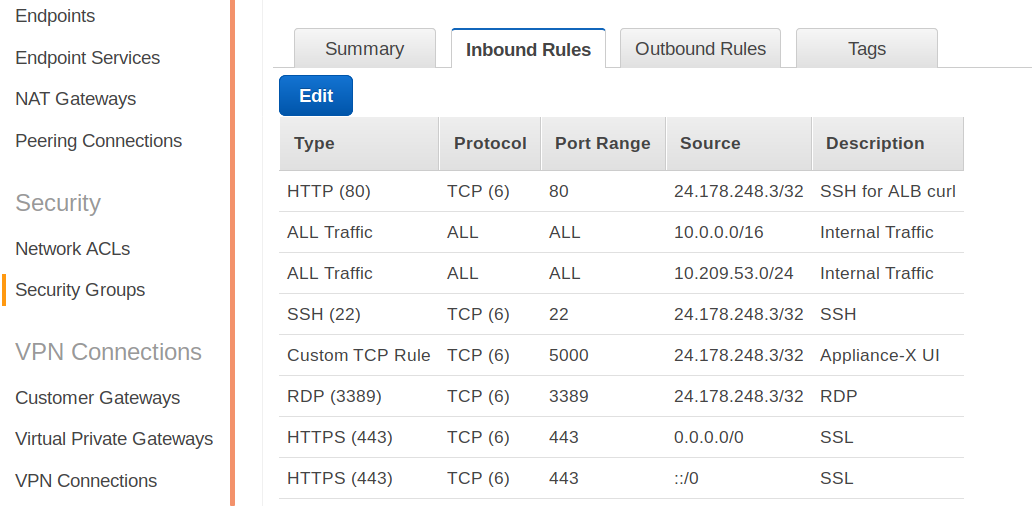 Endpoints
Endpoint Services
NAT Gateways
Peering Connections
Security
Network ACLs
Security Groups
VPN Connections
Customer Gateways
Virtual Private Gateways
VPN Connections
Summary Inbound Rules Outbound Rules Tags
Edit
Type Protocol Port Range Source Description
HTTP (80) TCP (6) 80 24.178.248.3/32 SSH for ALB curl
ALL Traffic ALL ALL 10.0.0.0/16 Internal Traffic
ALL Traffic ALL ALL 10.209.53.0/24 Internal Traffic
SSH (22) TCP (6) 22 24.178.248.3/32 SSH
Custom TCP Rule TCP (6) 5000 24.178.248.3/32 Appliance-X UI
RDP (3389) TCP (6) 3389 24.178.248.3/32 RDP
HTTPS (443) TCP (6) 443 0.0.0.0/0 SSL
HTTPS (443) TCP (6) 443 ::/0 SSL